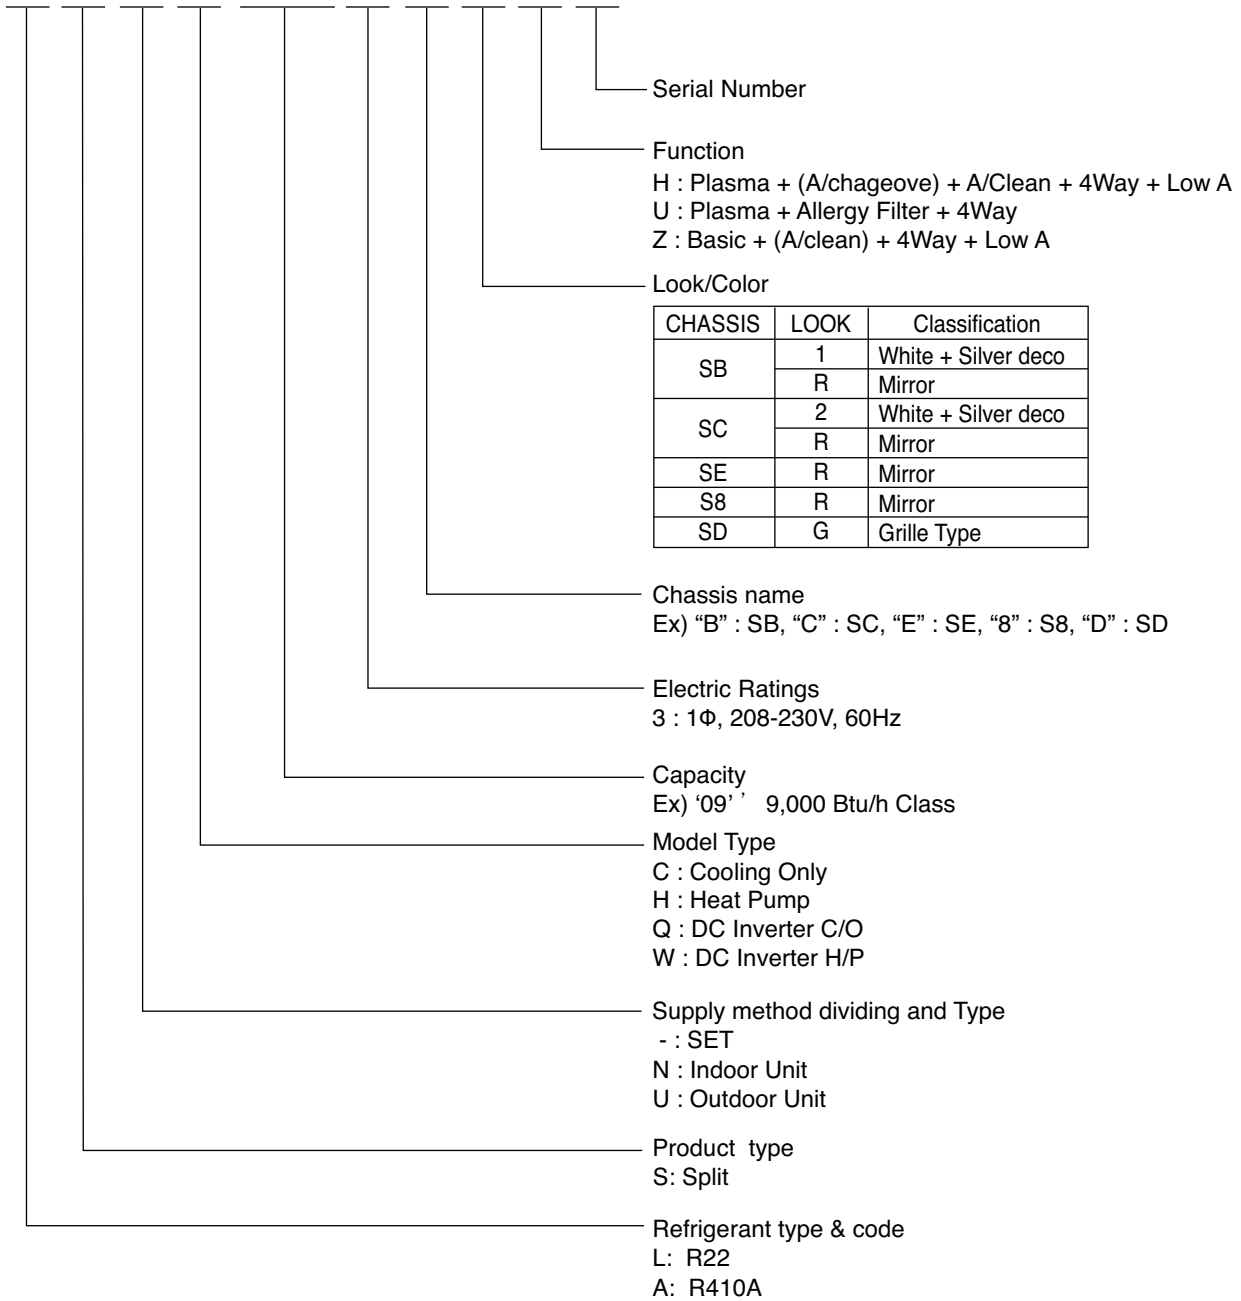 Serial Number
Function
H : Plasma + (A/chageove) + A/Clean + 4Way + Low A
U : Plasma + Allergy Filter + 4Way
Z : Basic + (A/clean) + 4Way + Low A
Look/Color
CHASSIS LOOK Classification
SB 1 White + Silver deco
R Mirror
SC 2 White + Silver deco
R Mirror
SE R Mirror
S8 R Mirror
SD G Grille Type
Chassis name
Ex) “B” : SB, “C” : SC, “E” : SE, “8” : S8, “D” : SD
Electric Ratings
3 : 1Φ, 208-230V, 60Hz
Capacity
Ex) ‘09’ ’ 9,000 Btu/h Class
Model Type
C : Cooling Only
H : Heat Pump
Q : DC Inverter C/O
W : DC Inverter H/P
Supply method dividing and Type
- : SET
N : Indoor Unit
U : Outdoor Unit
Product type
S: Split
Refrigerant type & code
L: R22
A: R410A